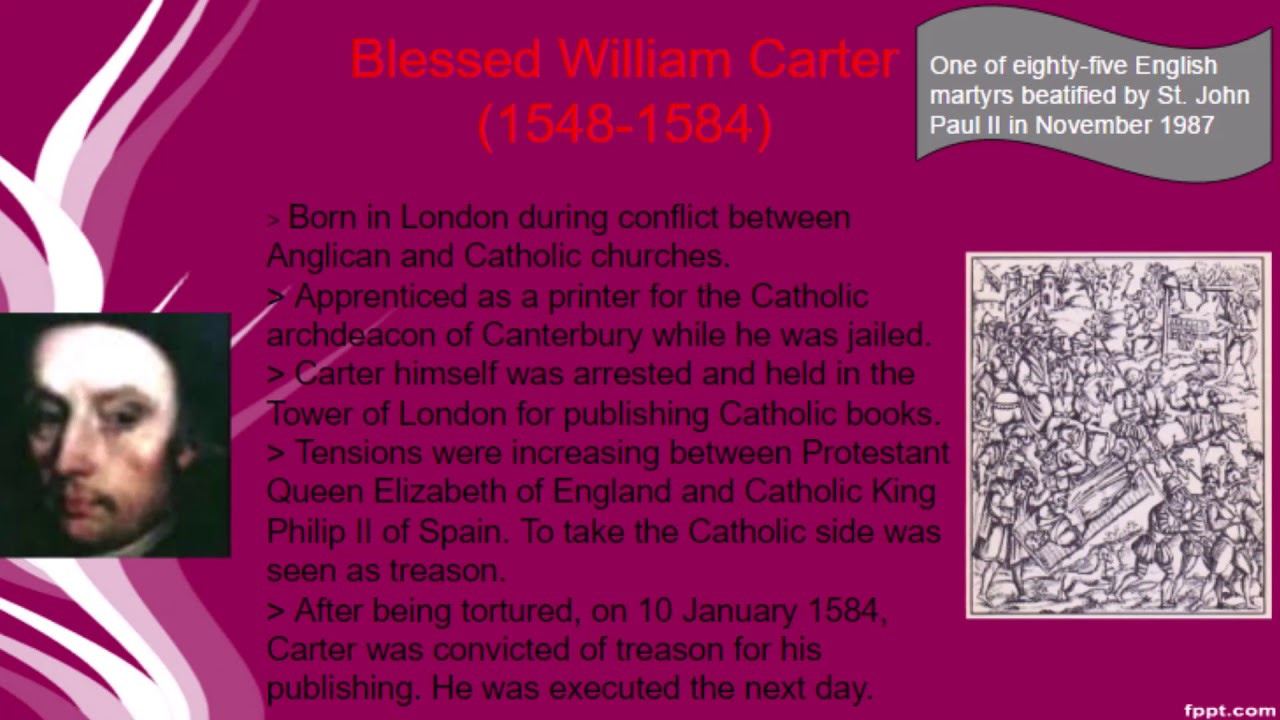 Blessed William Carter
(1548-1584)
One of eighty-five English
martyrs beatified by St. John
Paul II in November 1987
> Born in London during conflict between
Anglican and Catholic churches.
> Apprenticed as a printer for the Catholic
archdeacon of Canterbury while he was jailed.
> Carter himself was arrested and held in the
Tower of London for publishing Catholic books.
> Tensions were increasing between Protestant
Queen Elizabeth of England and Catholic King
Philip II of Spain. To take the Catholic side was
seen as treason.
> After being tortured, on 10 January 1584,
Carter was convicted of treason for his
publishing. He was executed the next day.
fppt.com